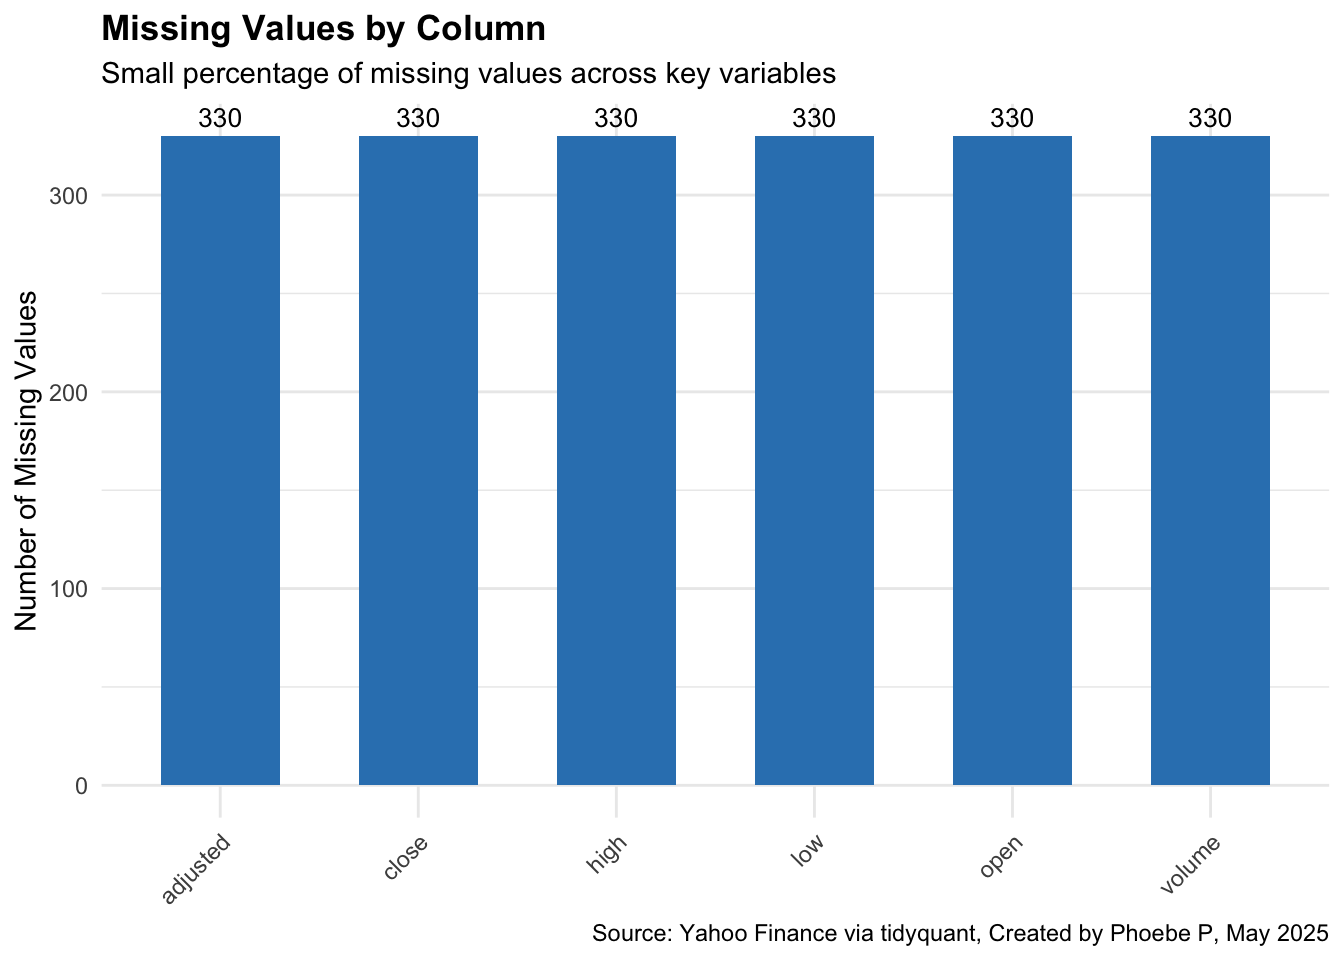 Missing Values by Column
Small percentage of missing values across key variables
330 330 330 330 330 330
Number of Missing Values
300
200
100
0
adjusted close high low open volume
Source: Yahoo Finance via tidyquant, Created by Phoebe P, May 2025